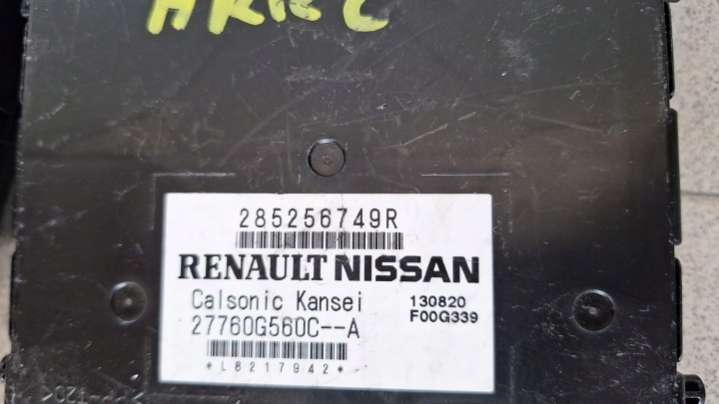 285256749R
RENAULT NISSAN
Calsonic Kansei 130820
27760G560C--A F00G339
*L8217942*